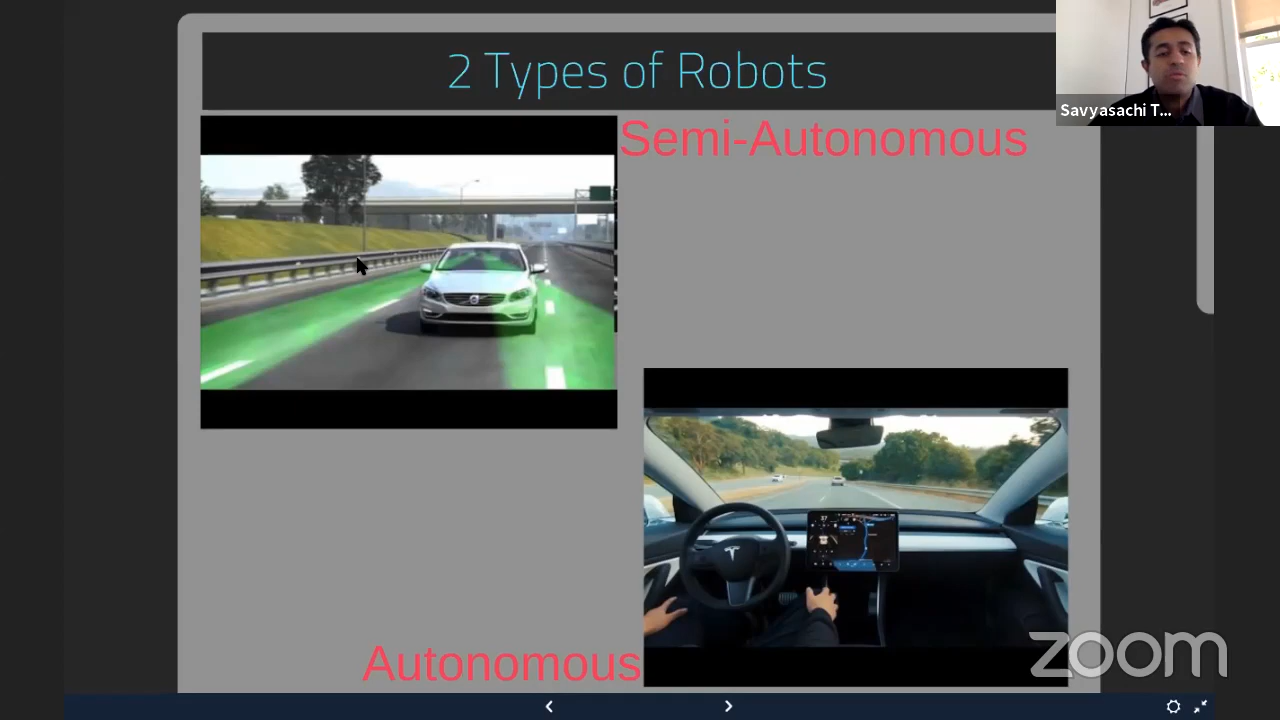 2 Types of Robots
Savyasachi T...
Semi-Autonomous
Autonomous
zoom